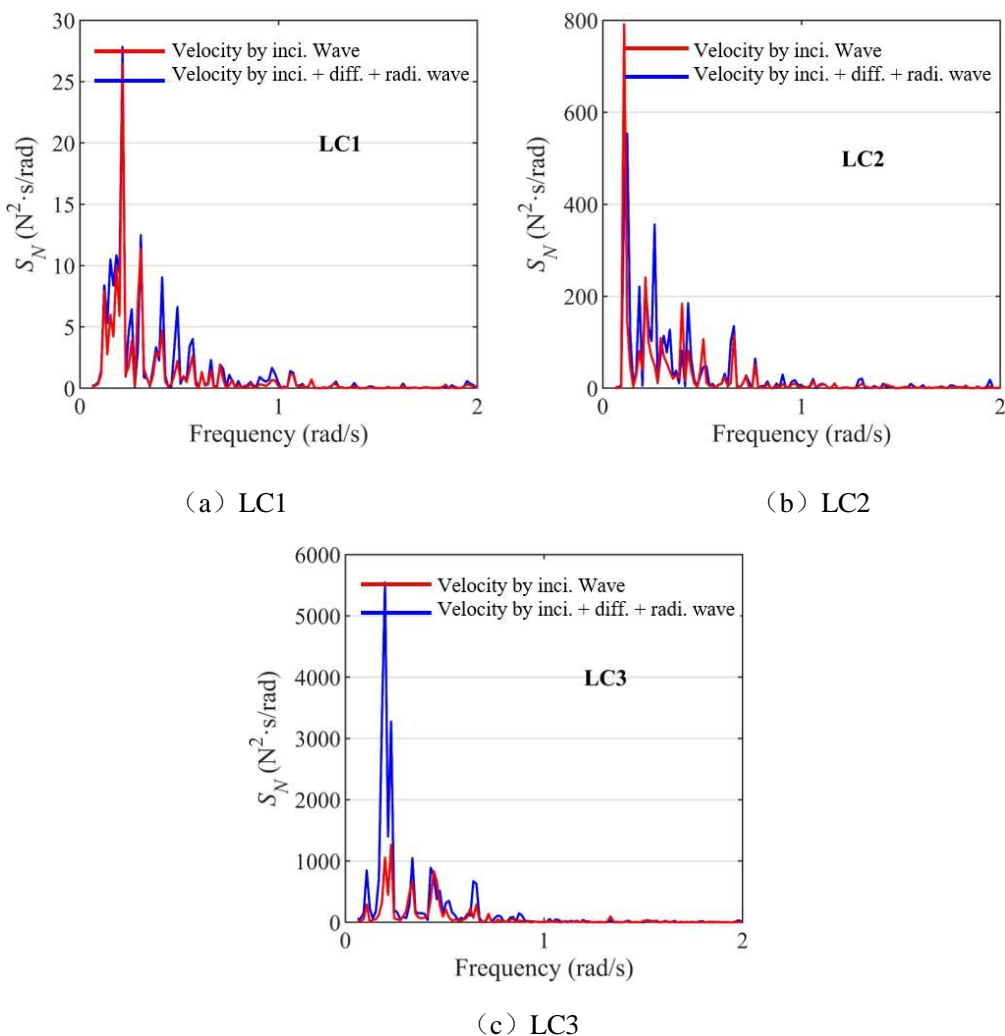 30
25
20
15
10
5
0
0
1
2
S_N (N²·s/rad)
Velocity by inci. Wave
Velocity by inci. + diff. + radi. wave
LC1
Frequency (rad/s)
（a）LC1
800
600
400
200
0
0
1
2
S_N (N²·s/rad)
Velocity by inci. Wave
Velocity by inci. + diff. + radi. wave
LC2
Frequency (rad/s)
（b）LC2
6000
5000
4000
3000
2000
1000
0
0
1
2
S_N (N²·s/rad)
Velocity by inci. Wave
Velocity by inci. + diff. + radi. wave
LC3
Frequency (rad/s)
（c）LC3